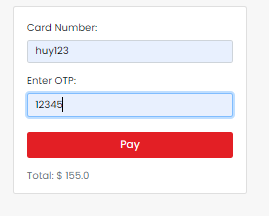 Card Number:
huy123
Enter OTP:
12345
Pay
Total: $ 155.0